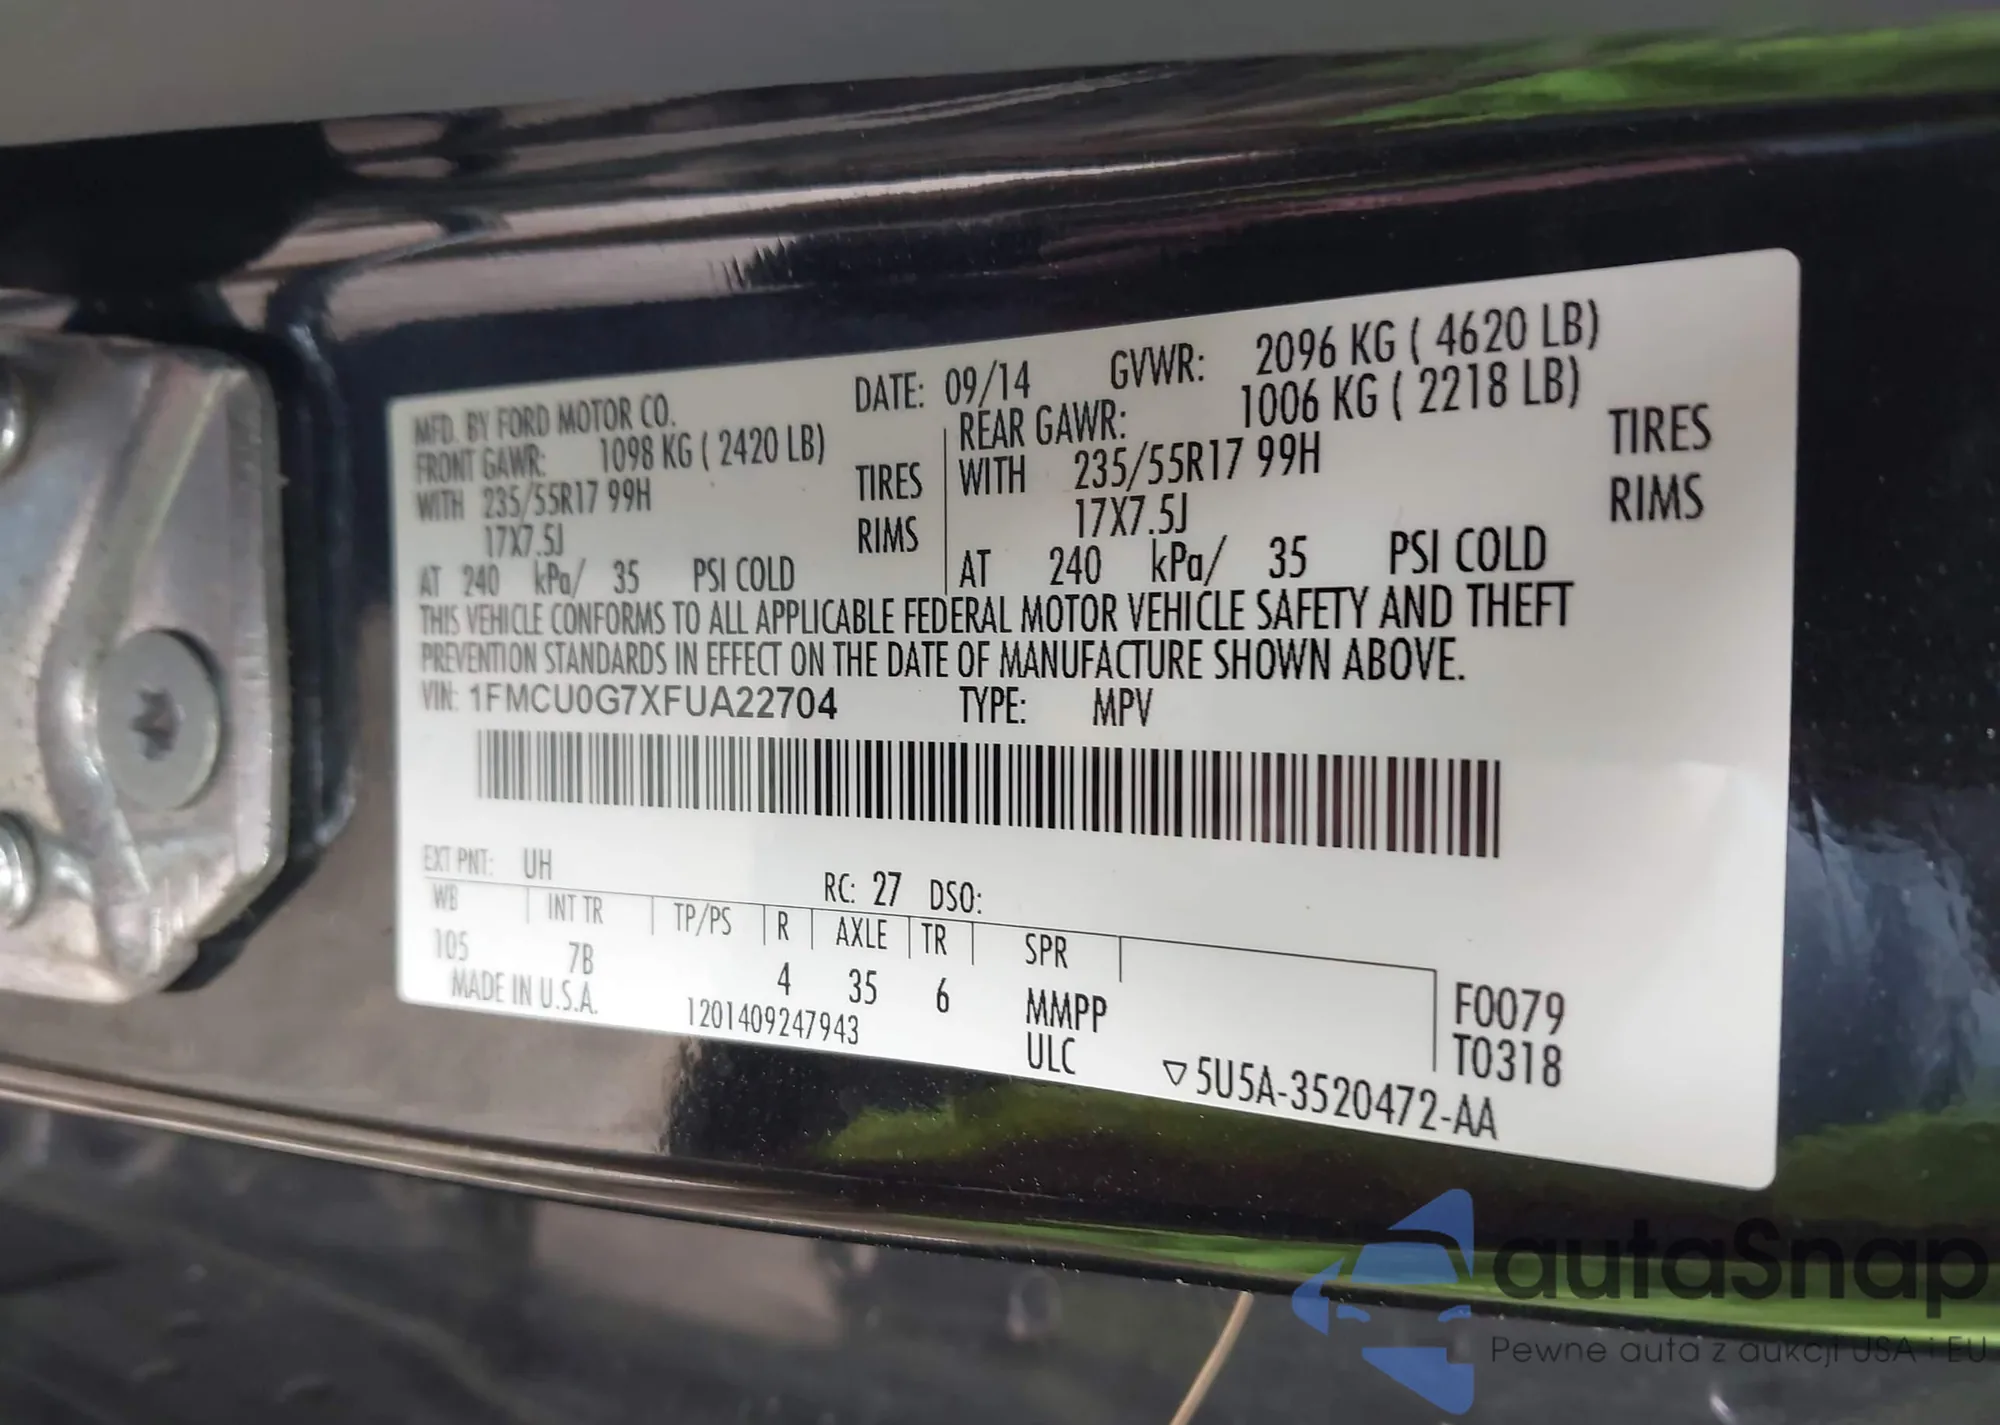 MFD. BY FORD MOTOR CO. DATE: 09/14 GVWR: 2096 KG ( 4620 LB)
FRONT GAWR: 1098 KG ( 2420 LB) REAR GAWR: 1006 KG ( 2218 LB)
WITH 235/55R17 99H TIRES WITH 235/55R17 99H TIRES
17X7.5J RIMS 17X7.5J RIMS
AT 240 kPa/ 35 PSI COLD AT 240 kPa/ 35 PSI COLD
THIS VEHICLE CONFORMS TO ALL APPLICABLE FEDERAL MOTOR VEHICLE SAFETY AND THEFT
PREVENTION STANDARDS IN EFFECT ON THE DATE OF MANUFACTURE SHOWN ABOVE.
VIN: 1FMCU0G7XFUA22704 TYPE: MPV
EXT PNT: UH RC: 27 DSO:
WB INT TR TP/PS R AXLE TR SPR
105 7B 4 35 6 MMPP F0079
ULC T0318
MADE IN U.S.A. 1201409247943 ▽5U5A-3520472-AA
autaSnap
Pewne auta z aukcji USA i EU